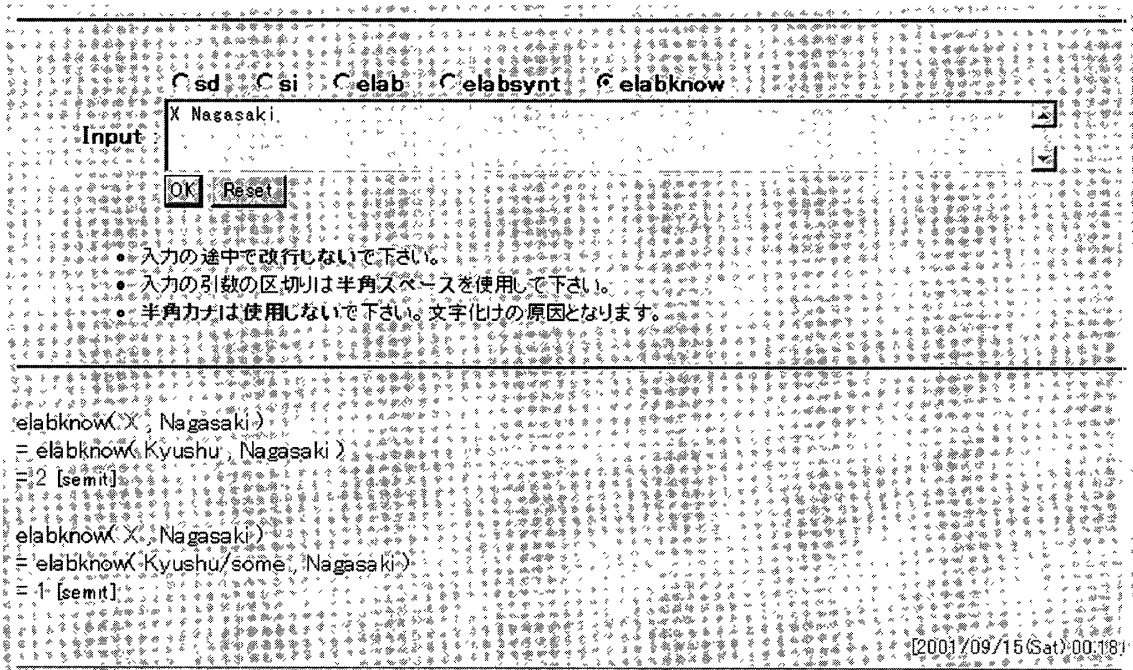 sd si elab elabsynt elabknow
Input X Nagasaki
OK Reset
入力の途中で改行しないで下さい。
入力の引数の区切りは半角スペースを使用して下さい。
半角カナは使用しないで下さい。文字化けの原因となります。
elabknow( X , Nagasaki )
= elabknow( Kyushu , Nagasaki )
= 2 [semit]
elabknow( X , Nagasaki )
= elabknow( Kyushu/some , Nagasaki )
= 1 [semit]
[2001/09/15(Sat) 00:18]